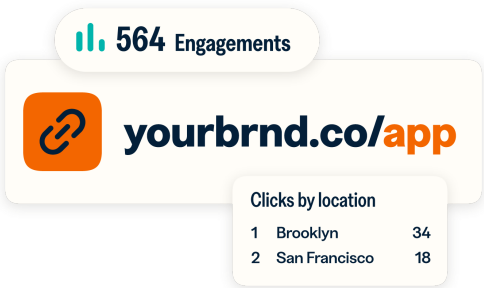 564 Engagements
yourbrnd.co/app
Clicks by location
1 Brooklyn 34
2 San Francisco 18